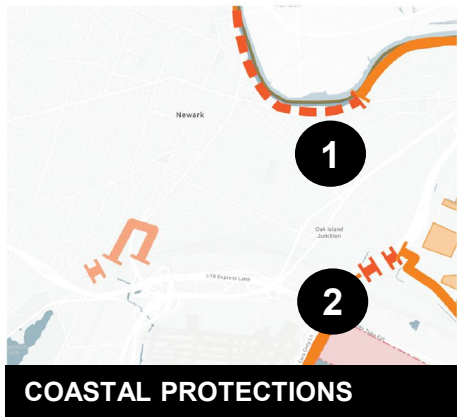 Newark
1
Oak Island
Junction
I-78 Express Lane
2
COASTAL PROTECTIONS